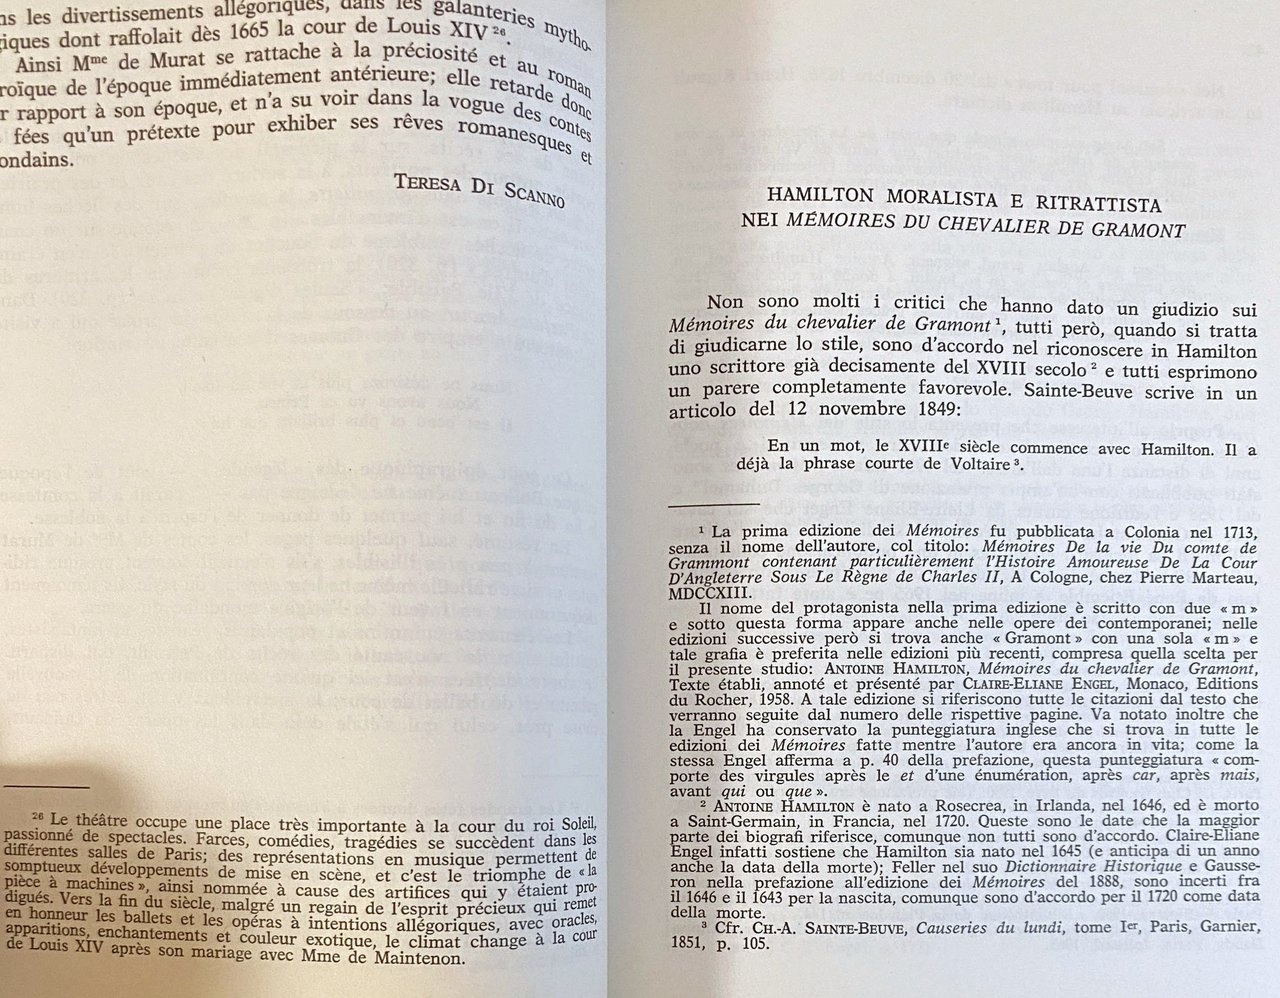 ns les divertissements allégoriques, dans les galanteries mytho-
giques dont raffolait dès 1665 la cour de Louis XIV ²⁶.
Ainsi Mᵐᵉ de Murat se rattache à la préciosité et au roman
roïque de l'époque immédiatement antérieure; elle retarde donc
r rapport à son époque, et n'a su voir dans la vogue des contes
fées qu'un prétexte pour exhiber ses rêves romanesques et
ondains.
TERESA DI SCANNO
²⁶ Le théâtre occupe une place très importante à la cour du roi Soleil,
passionné de spectacles. Farces, comédies, tragédies se succèdent dans les
différentes salles de Paris; des représentations en musique permettent de
somptueux développements de mise en scène, et c'est le triomphe de « la
pièce à machines », ainsi nommée à cause des artifices qui y étaient pro-
digués. Vers la fin du siècle, malgré un regain de l'esprit précieux qui remet
en honneur les ballets et les opéras à intentions allégoriques, avec oracles,
apparitions, enchantements et couleur exotique, le climat change à la cour
de Louis XIV après son mariage avec Mme de Maintenon.
HAMILTON MORALISTA E RITRATTISTA
NEI MÉMOIRES DU CHEVALIER DE GRAMONT
Non sono molti i critici che hanno dato un giudizio sui
Mémoires du chevalier de Gramont ¹, tutti però, quando si tratta
di giudicarne lo stile, sono d'accordo nel riconoscere in Hamilton
uno scrittore già decisamente del XVIII secolo ² e tutti esprimono
un parere completamente favorevole. Sainte-Beuve scrive in un
articolo del 12 novembre 1849:
En un mot, le XVIIIᵉ siècle commence avec Hamilton. Il a
déjà la phrase courte de Voltaire ³.
¹ La prima edizione dei Mémoires fu pubblicata a Colonia nel 1713,
senza il nome dell'autore, col titolo: Mémoires De la vie Du comte de
Grammont contenant particulièrement l'Histoire Amoureuse De La Cour
D'Angleterre Sous Le Règne de Charles II, A Cologne, chez Pierre Marteau,
MDCCXIII.
Il nome del protagonista nella prima edizione è scritto con due « m »
e sotto questa forma appare anche nelle opere dei contemporanei; nelle
edizioni successive però si trova anche « Gramont » con una sola « m » e
tale grafia è preferita nelle edizioni più recenti, compresa quella scelta per
il presente studio: ANTOINE HAMILTON, Mémoires du chevalier de Gramont,
Texte établi, annoté et présenté par CLAIRE-ELIANE ENGEL, Monaco, Editions
du Rocher, 1958. A tale edizione si riferiscono tutte le citazioni dal testo che
verranno seguite dal numero delle rispettive pagine. Va notato inoltre che
la Engel ha conservato la punteggiatura inglese che si trova in tutte le
edizioni dei Mémoires fatte mentre l'autore era ancora in vita; come la
stessa Engel afferma a p. 40 della prefazione, questa punteggiatura « com-
porte des virgules après le et d'une énumération, après car, après mais,
avant qui ou que ».
² ANTOINE HAMILTON è nato a Rosecrea, in Irlanda, nel 1646, ed è morto
a Saint-Germain, in Francia, nel 1720. Queste sono le date che la maggior
parte dei biografi riferisce, comunque non tutti sono d'accordo. Claire-Eliane
Engel infatti sostiene che Hamilton sia nato nel 1645 (e anticipa di un anno
anche la data della morte); Feller nel suo Dictionnaire Historique e Gausse-
ron nella prefazione all'edizione dei Mémoires del 1888, sono incerti fra
il 1646 e il 1643 per la nascita, comunque sono d'accordo per il 1720 come data
della morte.
³ Cfr. CH.-A. SAINTE-BEUVE, Causeries du lundi, tome Iᵉʳ, Paris, Garnier,
1851, p. 105.